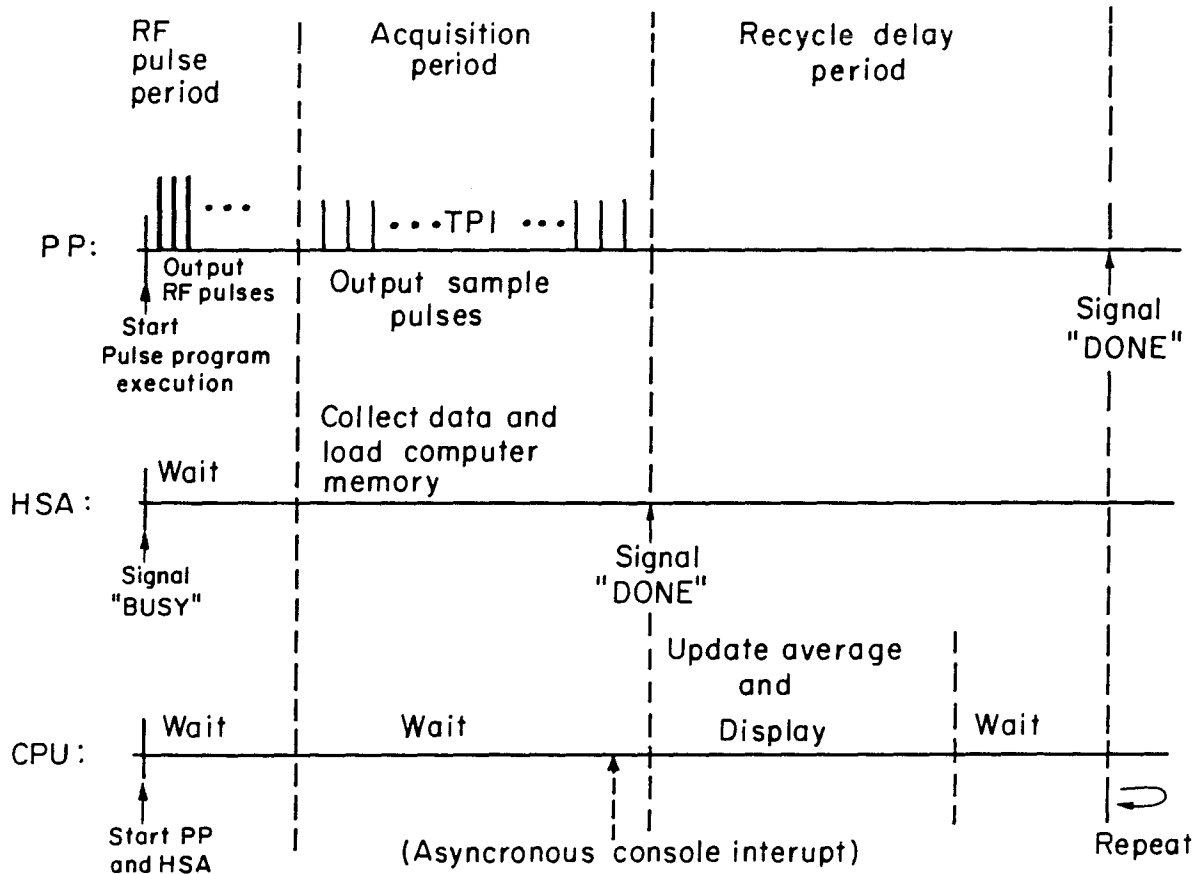 RF
pulse
period
Acquisition
period
Recycle delay
period
PP:
•••
•••TPI •••
Output
RF pulses
Output sample
pulses
Start
Pulse program
execution
Signal
"DONE"
Collect data and
load computer
memory
HSA:
Wait
Signal
"BUSY"
Signal
"DONE"
Update average
and
Display
CPU:
Wait
Wait
Wait
Start PP
and HSA
(Asyncronous console interupt)
Repeat